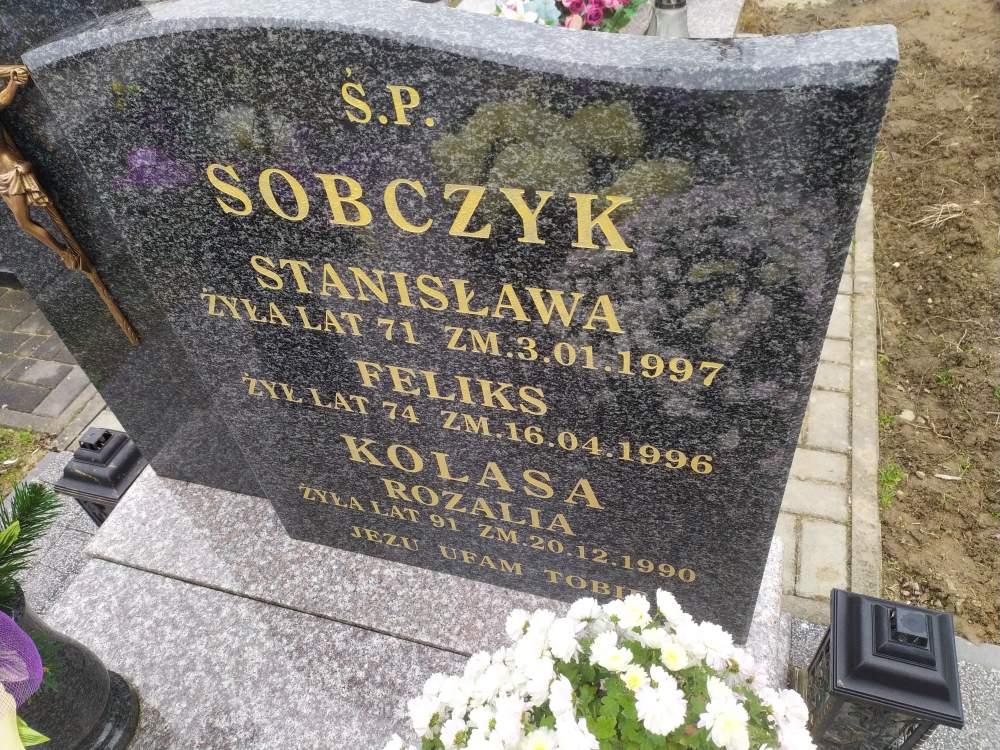 Ś.P.
SOBCZYK
STANISŁAWA
ŻYŁA LAT 71 ZM.3.01.1997
FELIKS
ŻYŁ LAT 74 ZM.16.04.1996
KOLASA
ROZALIA
ŻYŁA LAT 91 ZM.20.12.1990
JEZU UFAM TOBIE